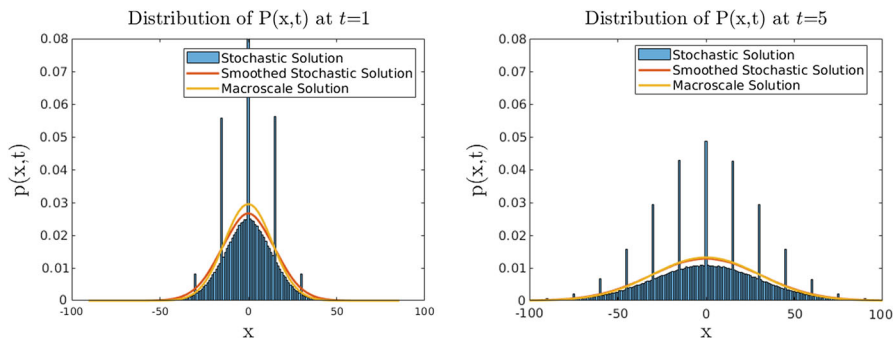 Distribution of P(x,t) at t=1
0.08
0.07
0.06
0.05
0.04
0.03
0.02
0.01
0
p(x,t)
Stochastic Solution
Smoothed Stochastic Solution
Macroscale Solution
-100 -50 0 50 100
x
Distribution of P(x,t) at t=5
0.08
0.07
0.06
0.05
0.04
0.03
0.02
0.01
0
p(x,t)
Stochastic Solution
Smoothed Stochastic Solution
Macroscale Solution
-100 -50 0 50 100
x